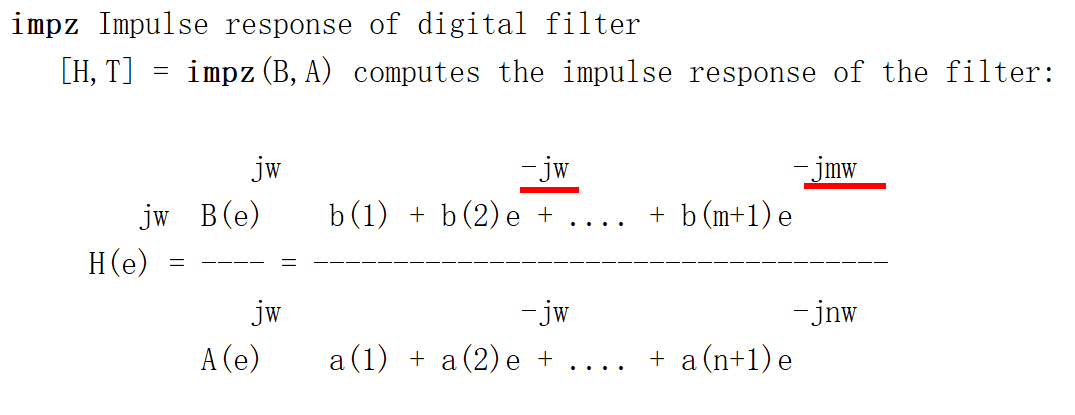 impz Impulse response of digital filter
[H,T] = impz(B,A) computes the impulse response of the filter:
jw -jw -jmw
jw B(e) b(1) + b(2)e + .... + b(m+1)e
H(e) = ---- = ------------------------------------
jw -jw -jnw
A(e) a(1) + a(2)e + .... + a(n+1)e